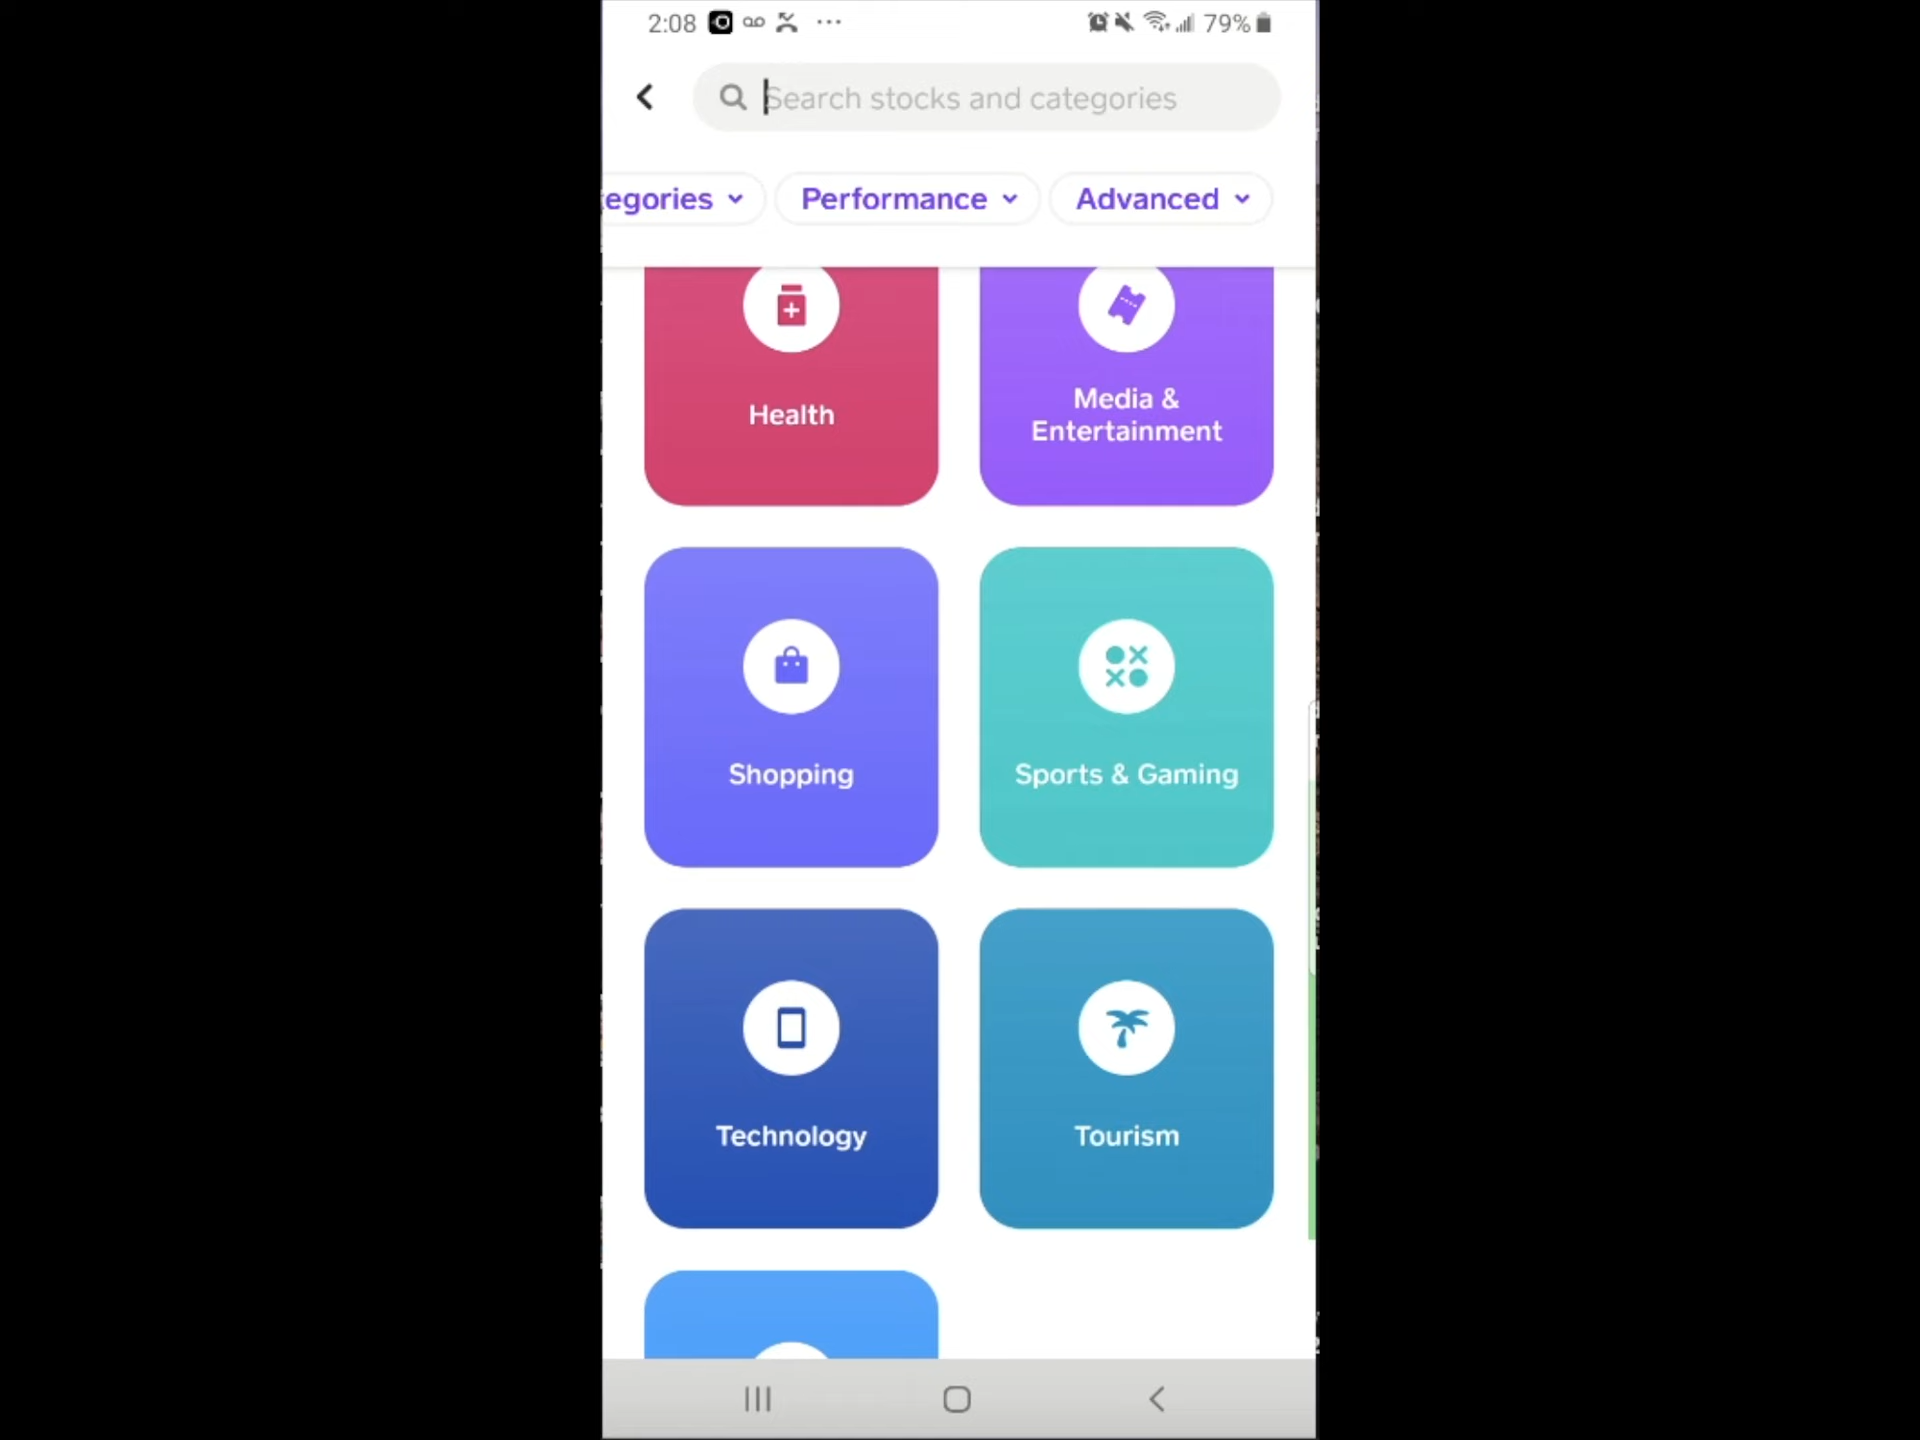 2:08
79%
Search stocks and categories
egories
Performance
Advanced
Health
Media &
Entertainment
Shopping
Sports & Gaming
Technology
Tourism